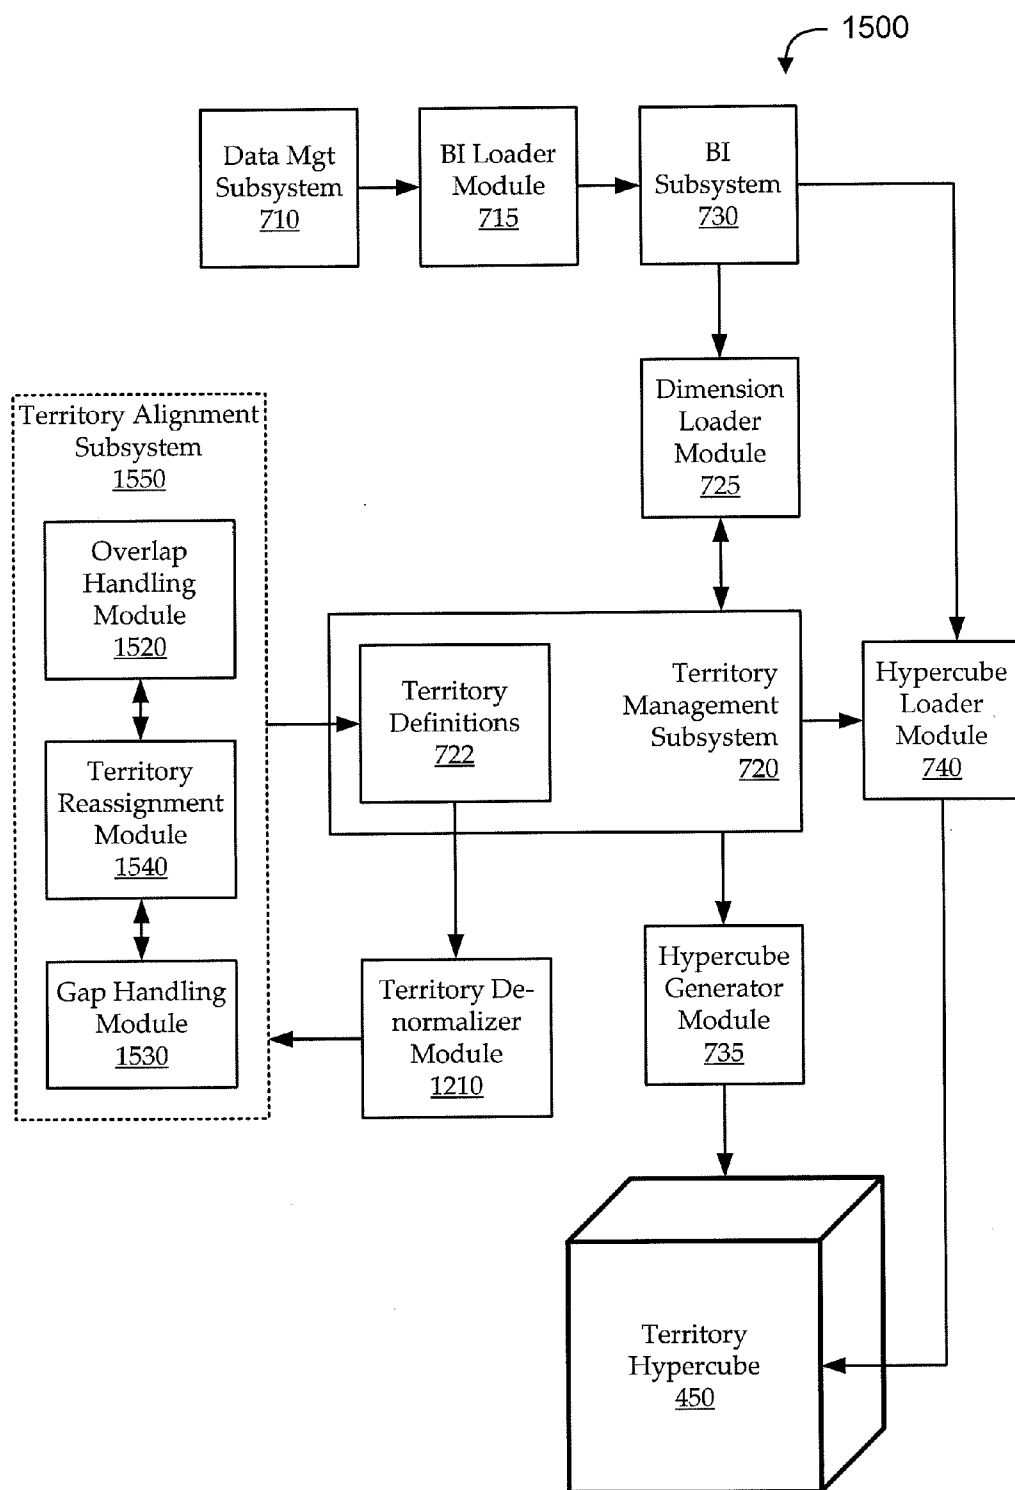 1500
Data Mgt
Subsystem
710
BI Loader
Module
715
BI
Subsystem
730
Dimension
Loader
Module
725
Territory Alignment
Subsystem
1550
Overlap
Handling
Module
1520
Territory
Reassignment
Module
1540
Gap Handling
Module
1530
Territory
Definitions
722
Territory
Management
Subsystem
720
Hypercube
Loader
Module
740
Territory De-
normalizer
Module
1210
Hypercube
Generator
Module
735
Territory
Hypercube
450